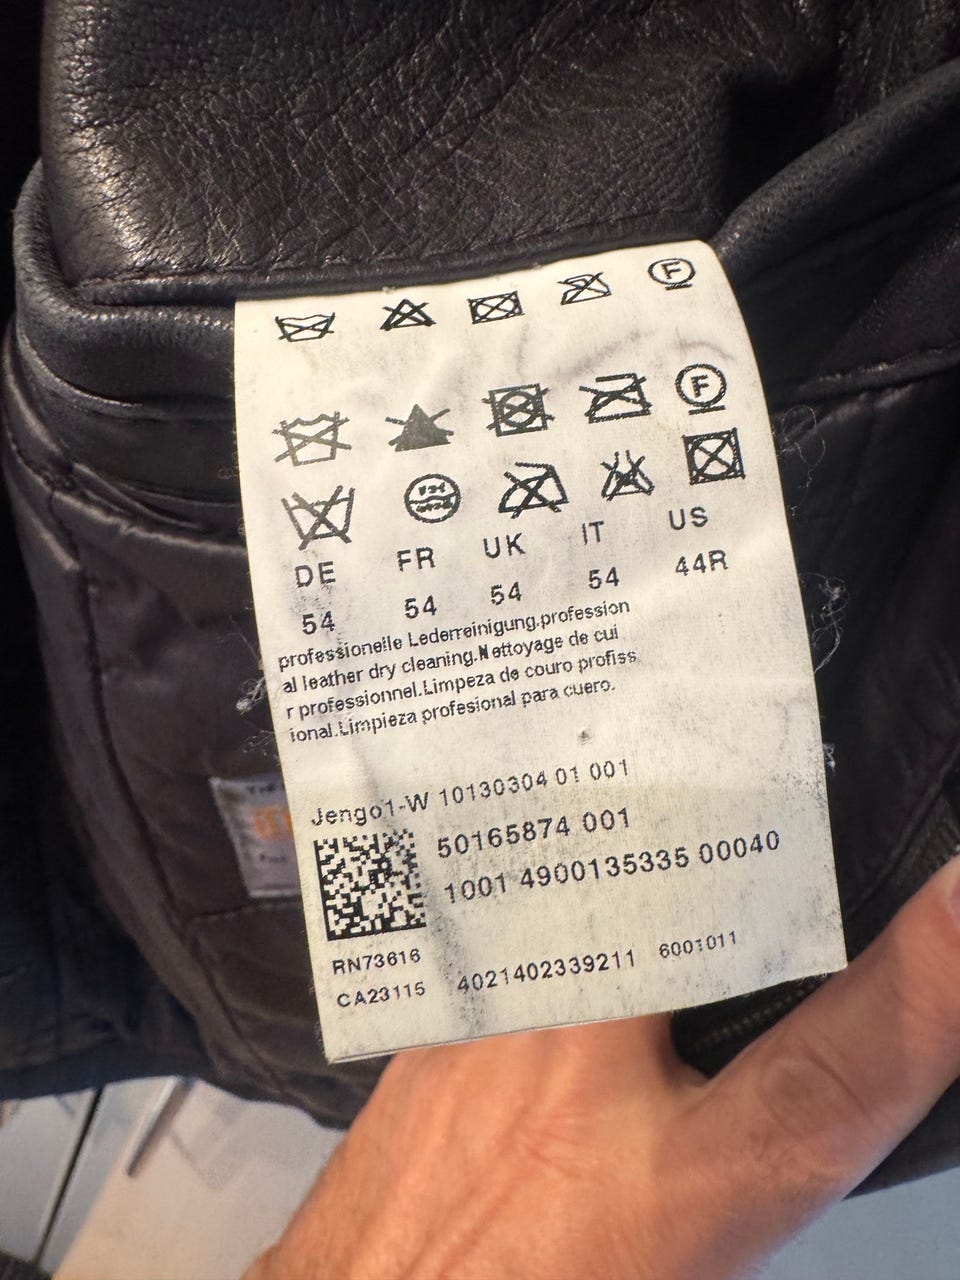 F
F
DE FR UK IT US
54 54 54 54 44R
professionelle Lederreinigung.profession
al leather dry cleaning.Nettoyage de cui
r professionnel.Limpeza de couro profiss
ional.Limpieza profesional para cuero.
Jengo1-W 10130304 01 001
50165874 001
1001 4900135335 00040
RN73616
CA23115 4021402339211 6001011